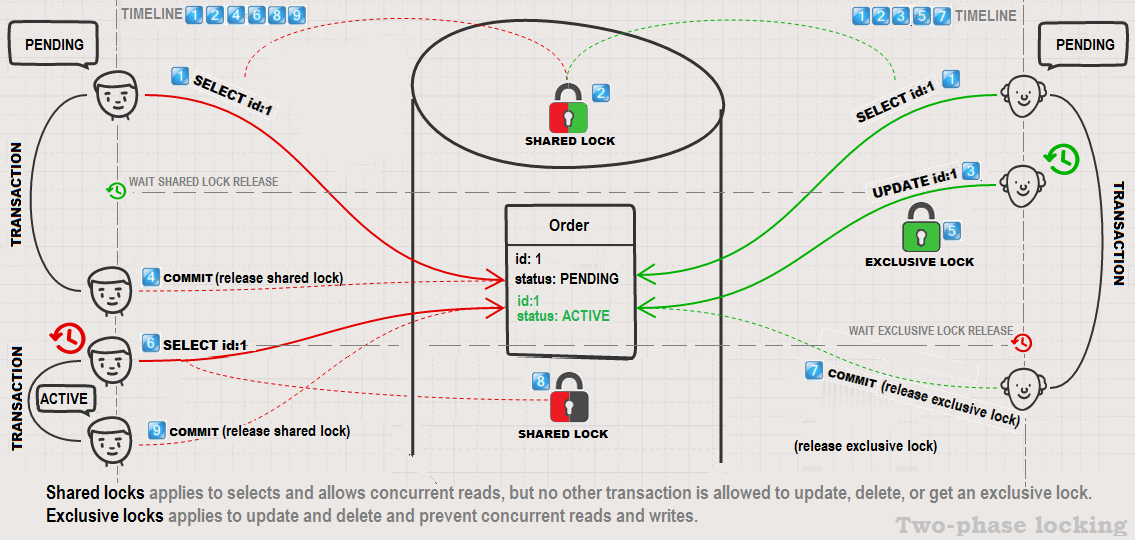 TIMELINE 1 2 4 6 8 9
1 2 3 5 7 TIMELINE
PENDING
PENDING
1 SELECT id:1
2
SHARED LOCK
SELECT id:1 1
TRANSACTION
WAIT SHARED LOCK RELEASE
UPDATE id:1 3
TRANSACTION
5
EXCLUSIVE LOCK
Order
id: 1
status: PENDING
id:1
status: ACTIVE
4 COMMIT (release shared lock)
WAIT EXCLUSIVE LOCK RELEASE
6 SELECT id:1
TRANSACTION
ACTIVE
7 COMMIT (release exclusive lock)
8
SHARED LOCK
9 COMMIT (release shared lock)
(release exclusive lock)
Shared locks applies to selects and allows concurrent reads, but no other transaction is allowed to update, delete, or get an exclusive lock.
Exclusive locks applies to update and delete and prevent concurrent reads and writes.
Two-phase locking